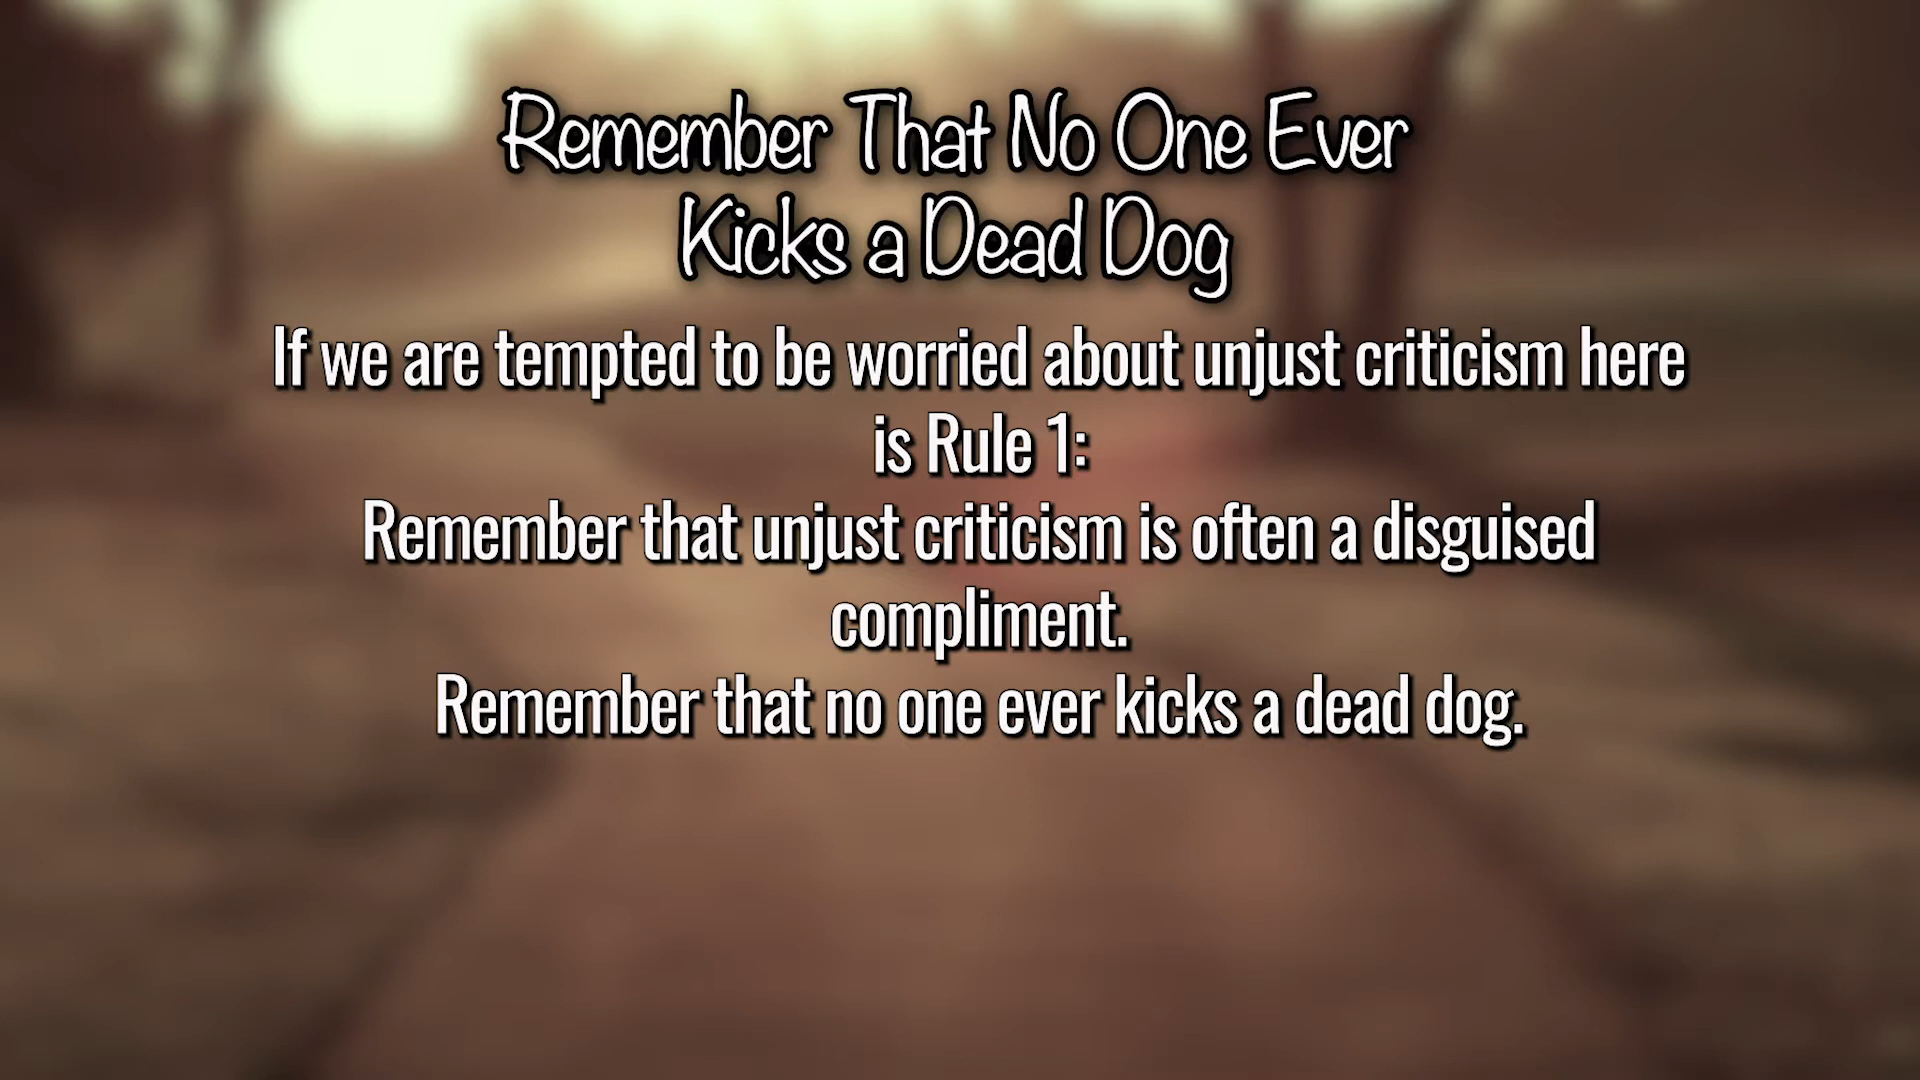 Remember That No One Ever
Kicks a Dead Dog
If we are tempted to be worried about unjust criticism here
is Rule 1:
Remember that unjust criticism is often a disguised
compliment.
Remember that no one ever kicks a dead dog.